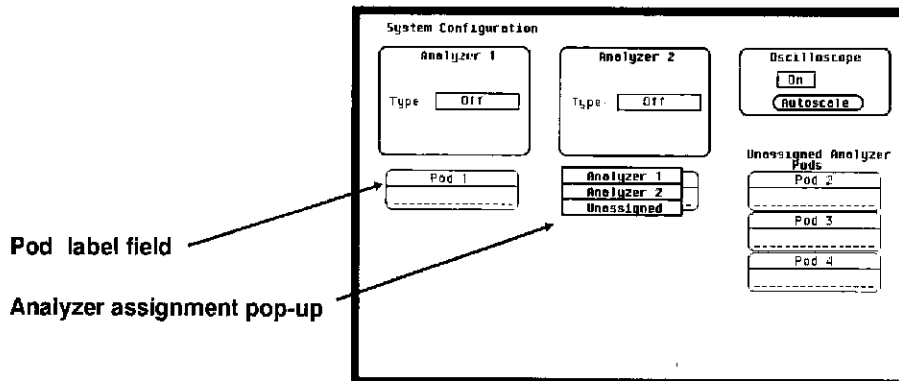 System Configuration
Analyzer 1
Type Off
Analyzer 2
Type Off
Oscilloscope
On
Autoscale
Pod 1
Analyzer 1
Analyzer 2
Unassigned
Unassigned Analyzer
Pods
Pod 2
Pod 3
Pod 4
Pod label field
Analyzer assignment pop-up